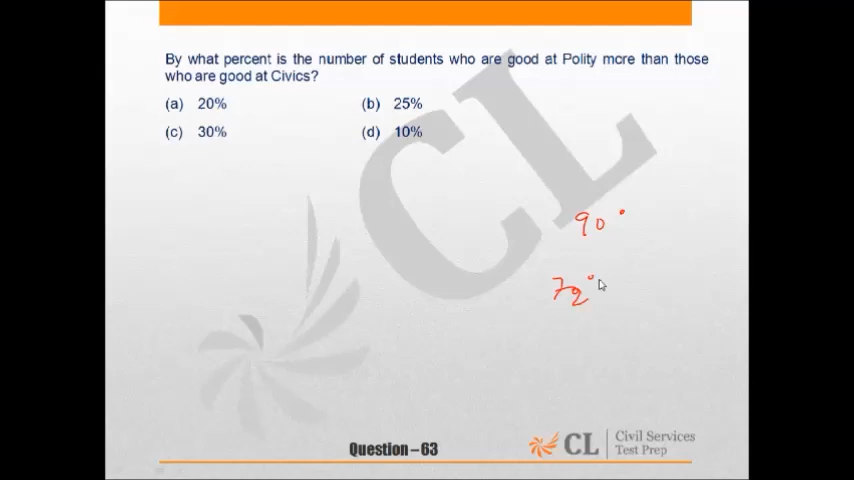 By what percent is the number of students who are good at Polity more than those
who are good at Civics?
(a) 20% (b) 25%
(c) 30% (d) 10%
CL
90°
72°
Question – 63
CL Civil Services
Test Prep